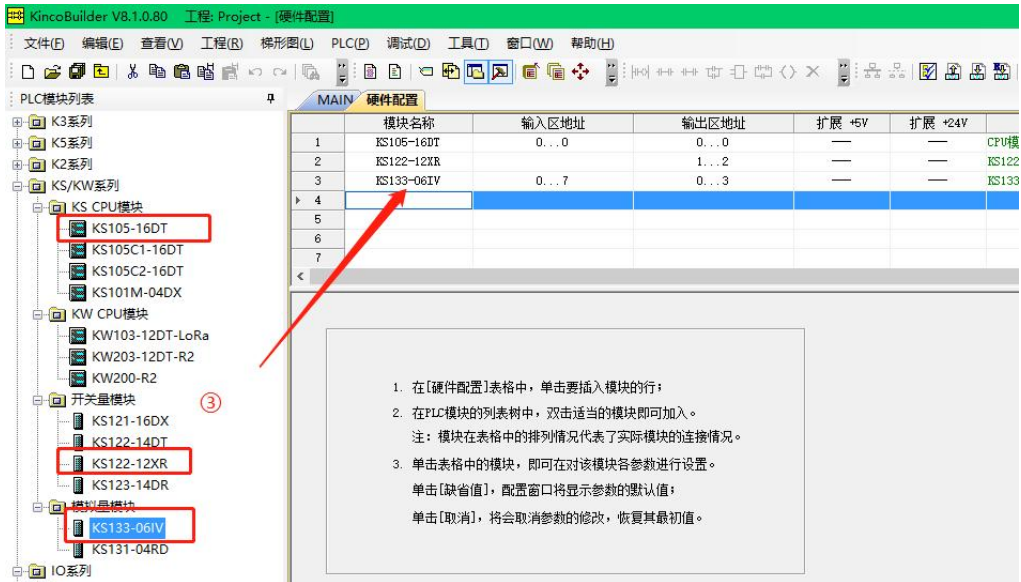 KincoBuilder V8.1.0.80 工程: Project - [硬件配置]
文件(F) 编辑(E) 查看(V) 工程(R) 梯形图(L) PLC(P) 调试(D) 工具(T) 窗口(W) 帮助(H)
PLC模块列表
MAIN 硬件配置
K3系列
K5系列
K2系列
KS/KW系列
KS CPU模块
KS105-16DT
KS105C1-16DT
KS105C2-16DT
KS101M-04DX
KW CPU模块
KW103-12DT-LoRa
KW203-12DT-R2
KW200-R2
开关量模块
KS121-16DX
KS122-14DT
KS122-12XR
KS123-14DR
模拟量模块
KS133-06IV
KS131-04RD
IO系列
③
模块名称 输入区地址 输出区地址 扩展 +5V 扩展 +24V
1 KS105-16DT 0...0 0...0 —— —— CPU模
2 KS122-12XR 1...2 —— —— KS122
3 KS133-06IV 0...7 0...3 —— —— KS133
4
5
6
7
1. 在[硬件配置]表格中，单击要插入模块的行；
2. 在PLC模块的列表树中，双击适当的模块即可加入。
注：模块在表格中的排列情况代表了实际模块的连接情况。
3. 单击表格中的模块，即可在对该模块各参数进行设置。
单击[缺省值]，配置窗口将显示参数的默认值；
单击[取消]，将会取消参数的修改，恢复其最初值。